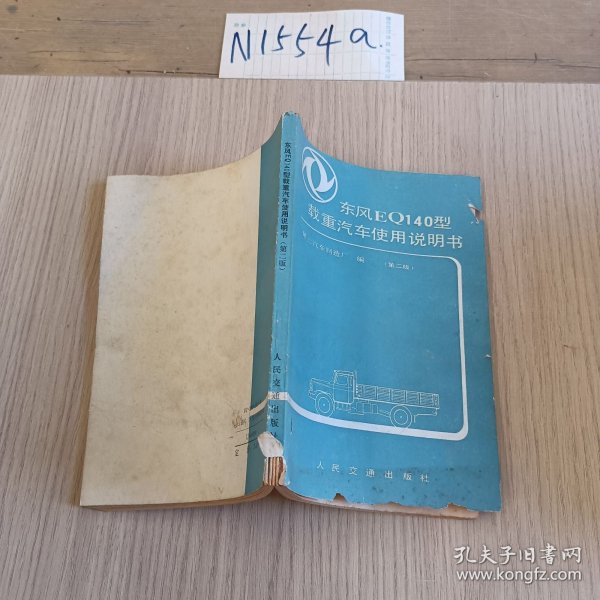 N1554a
东风EQ140型
载重汽车使用说明书
第二汽车制造厂 编 (第二版)
人民交通出版社
东风EQ140型载重汽车使用说明书(第二版)
人民交通出版社
孔夫子旧书网
www.kongfz.com